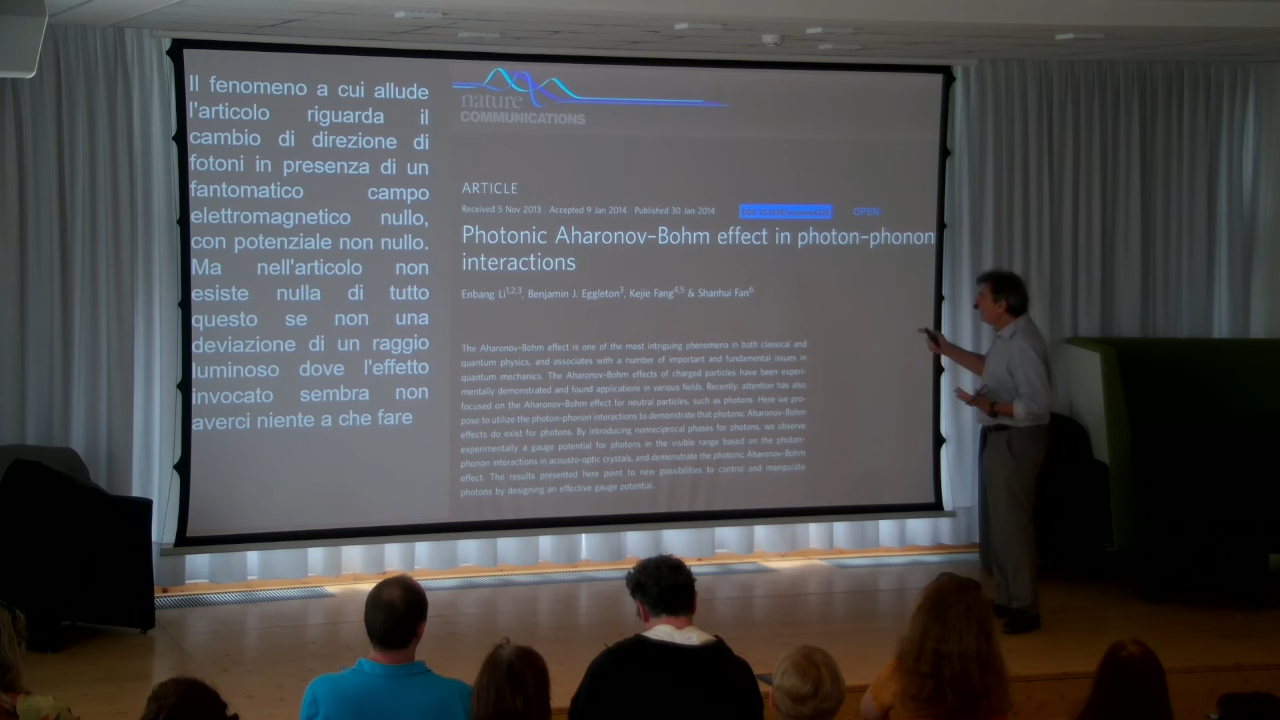 Il fenomeno a cui allude
l'articolo riguarda il
cambio di direzione di
fotoni in presenza di un
fantomatico campo
elettromagnetico nullo,
con potenziale non nullo.
Ma nell'articolo non
esiste nulla di tutto
questo se non una
deviazione di un raggio
luminoso dove l'effetto
invocato sembra non
averci niente a che fare
nature
COMMUNICATIONS
ARTICLE
Received 5 Nov 2013 | Accepted 9 Jan 2014 | Published 30 Jan 2014
OPEN
Photonic Aharonov–Bohm effect in photon–phonon
interactions
Enbang Li1,2,3, Benjamin J. Eggleton3, Kejie Fang4,5 & Shanhui Fan6
The Aharonov–Bohm effect is one of the most intriguing phenomena in both classical and
quantum physics, and associates with a number of important and fundamental issues in
quantum mechanics. The Aharonov–Bohm effects of charged particles have been experi-
mentally demonstrated and found applications in various fields. Recently, attention has also
focused on the Aharonov–Bohm effect for neutral particles, such as photons. Here we pro-
pose to utilize the photon–phonon interactions to demonstrate that photonic Aharonov–Bohm
effects do exist for photons. By introducing nonreciprocal phases for photons, we observe
experimentally a gauge potential for photons in the visible range based on the photon–
phonon interactions in acousto-optic crystals, and demonstrate the photonic Aharonov–Bohm
effect. The results presented here point to new possibilities to control and manipulate
photons by designing an effective gauge potential.